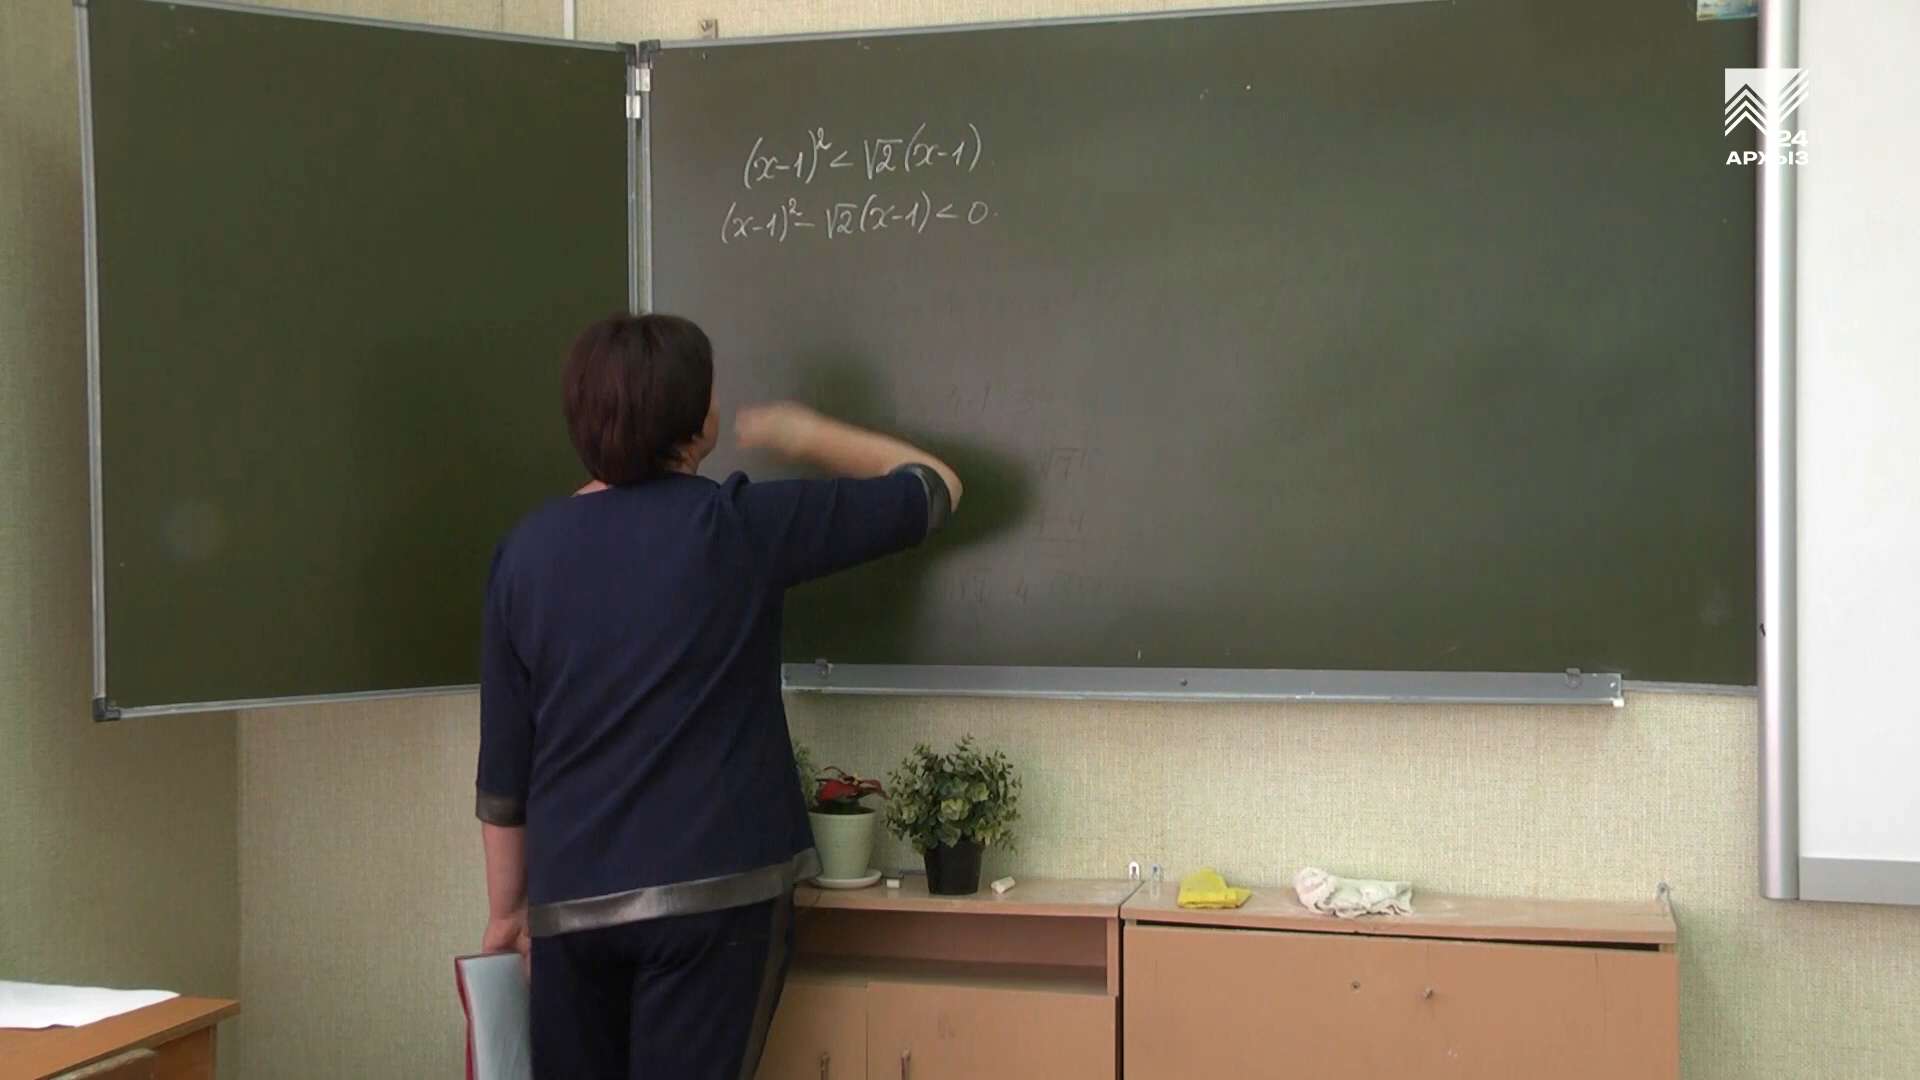 (x-1)² < √2(x-1)
(x-1)² - √2(x-1) < 0.
24
АРХЫЗ